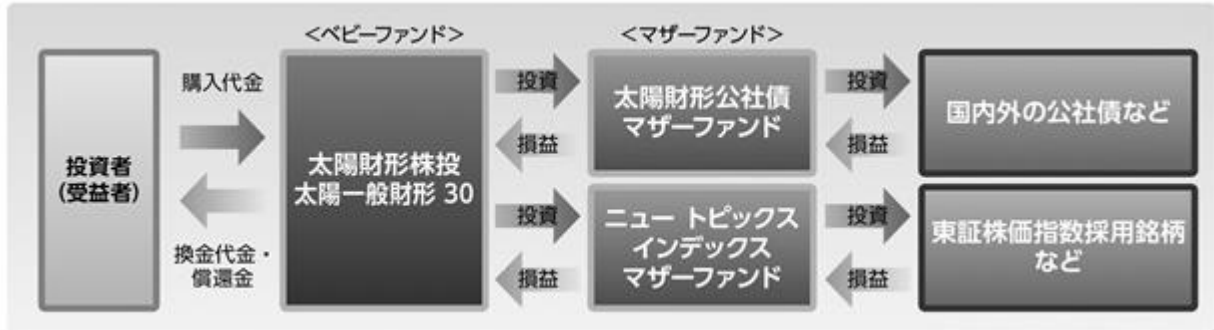 <ベビーファンド>
<マザーファンド>
投資者
(受益者)
購入代金
換金代金・
償還金
太陽財形株投
太陽一般財形 30
投資
損益
投資
損益
太陽財形公社債
マザーファンド
ニュー トピックス
インデックス
マザーファンド
投資
損益
投資
損益
国内外の公社債など
東証株価指数採用銘柄
など